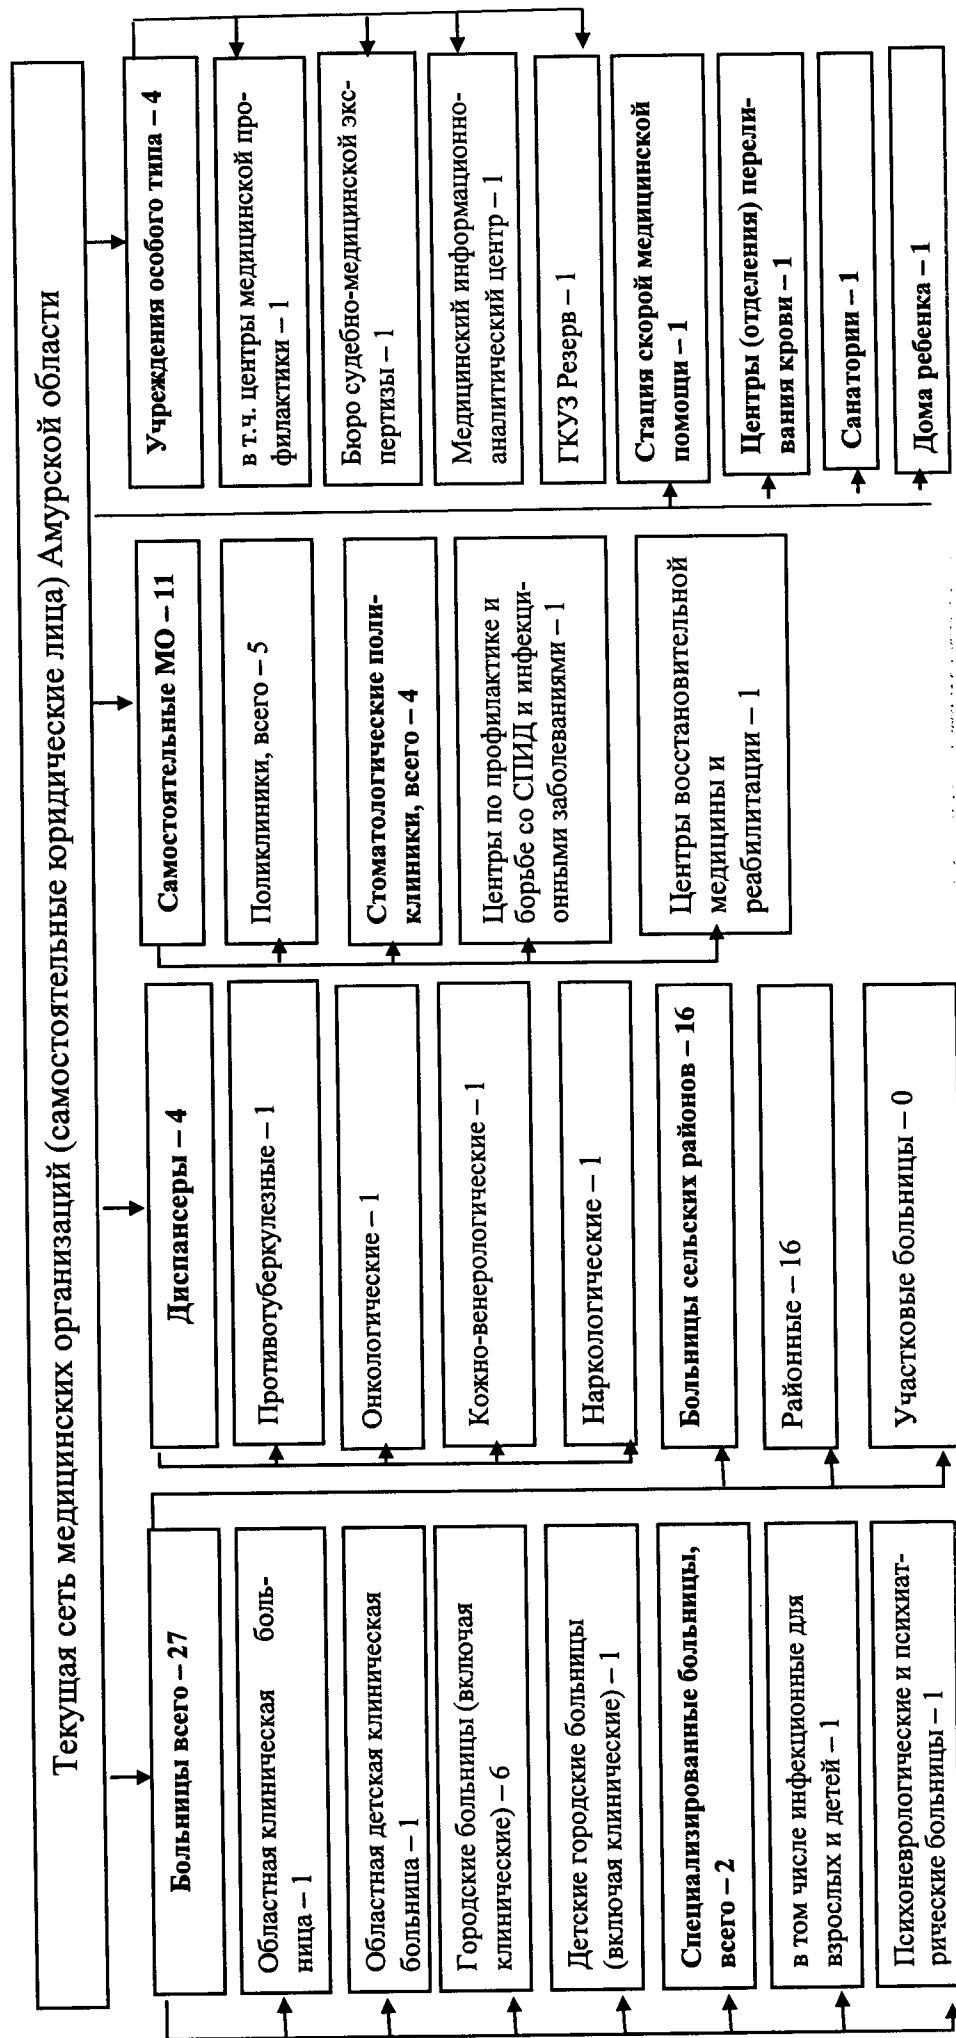 Текущая сеть медицинских организаций (самостоятельные юридические лица) Амурской области
Больницы всего – 27
Областная клиническая боль-
ница – 1
Областная детская клиническая
больница – 1
Городские больницы (включая
клинические) – 6
Детские городские больницы
(включая клинические) – 1
Специализированные больницы,
всего – 2
в том числе инфекционные для
взрослых и детей – 1
Психоневрологические и психиат-
рические больницы – 1
Диспансеры – 4
Противотуберкулезные – 1
Онкологические – 1
Кожно-венерологические – 1
Наркологические – 1
Больницы сельских районов – 16
Районные – 16
Участковые больницы – 0
Самостоятельные МО – 11
Поликлиники, всего – 5
Стоматологические поли-
клиники, всего – 4
Центры по профилактике и
борьбе со СПИД и инфекци-
онными заболеваниями – 1
Центры восстановительной
медицины и
реабилитации – 1
Учреждения особого типа – 4
в т.ч. центры медицинской про-
филактики – 1
Бюро судебно-медицинской экс-
пертизы – 1
Медицинский информационно-
аналитический центр – 1
ГКУЗ Резерв – 1
Стация скорой медицинской
помощи – 1
Центры (отделения) перели-
вания крови – 1
Санатории – 1
Дома ребенка – 1